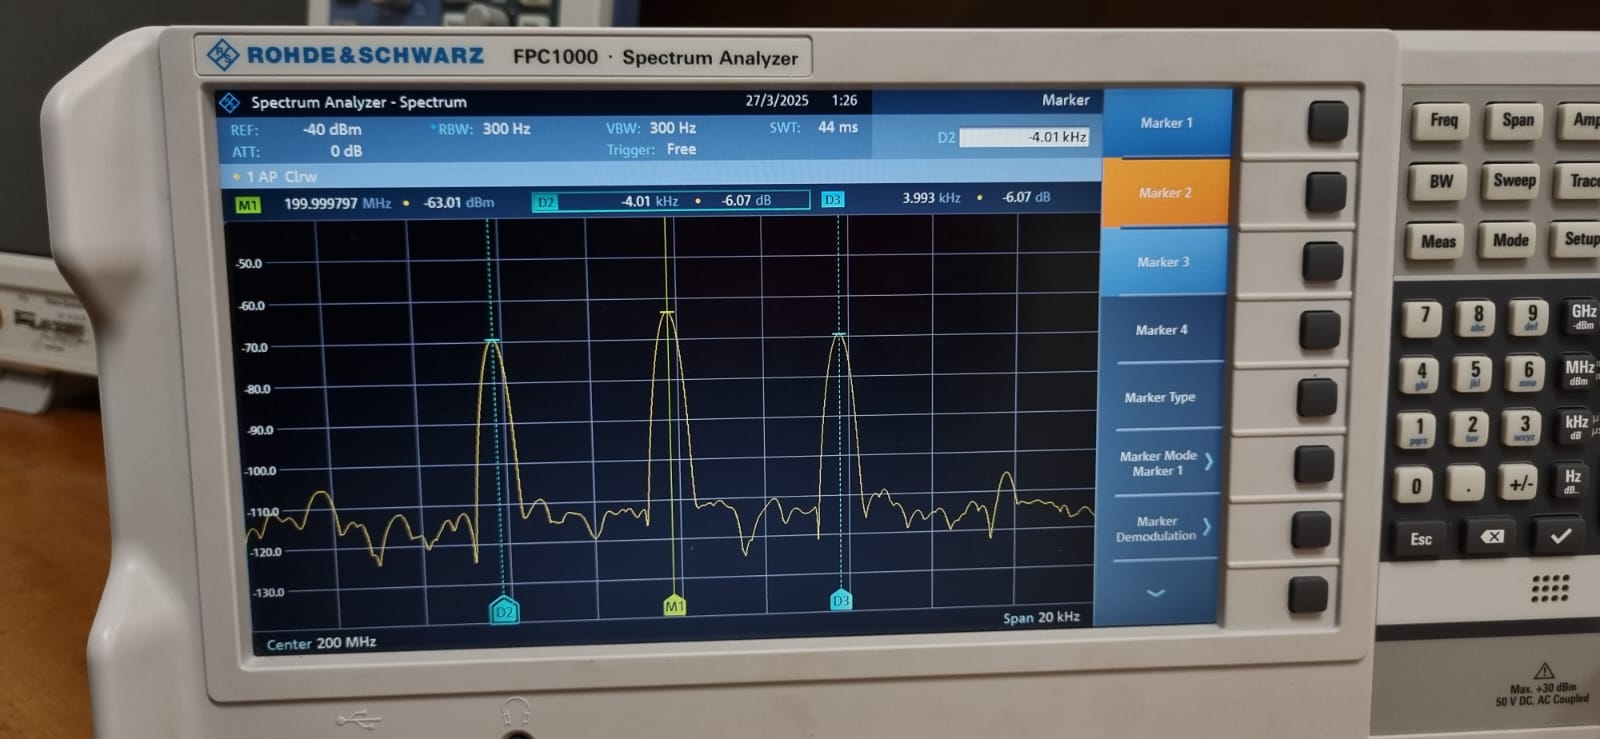 ROHDE & SCHWARZ FPC1000 · Spectrum Analyzer
Spectrum Analyzer - Spectrum 27/3/2025 1:26 Marker
REF: -40 dBm *RBW: 300 Hz VBW: 300 Hz SWT: 44 ms
ATT: 0 dB Trigger: Free
D2 -4.01 kHz
• 1 AP Clrw
M1 199.999797 MHz • -63.01 dBm D2 -4.01 kHz • -6.07 dB D3 3.993 kHz • -6.07 dB
-50.0
-60.0
-70.0
-80.0
-90.0
-100.0
-110.0
-120.0
-130.0
D2 M1 D3
Center 200 MHz Span 20 kHz
Marker 1
Marker 2
Marker 3
Marker 4
Marker Type
Marker Mode
Marker 1
Marker
Demodulation
Freq Span Amp
BW Sweep Trace
Meas Mode Setup
7 8 abc 9 def GHz -dBm
4 ghi 5 jkl 6 mno MHz dBm
1 pqrs 2 tuv 3 wxyz kHz dB
0 . +/- Hz dB..
Esc
Max. +30 dBm
50 V DC, AC Coupled